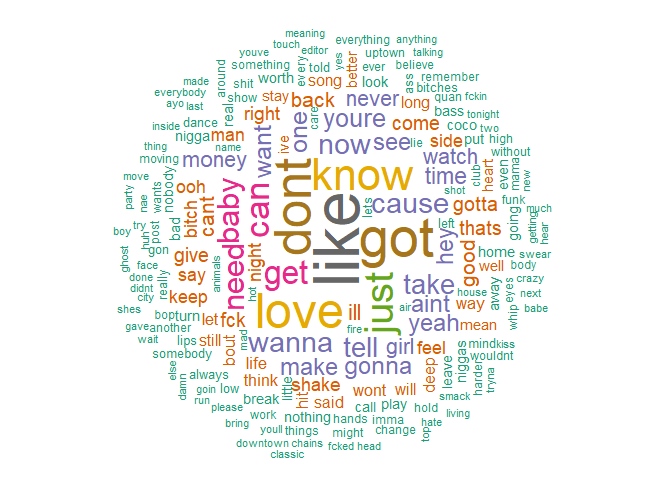 meaning
touch editor everything anything
youve yes uptown talking
made around something every told ever better believe
everybody shit worth song look ass remember
ayo last show stay back never long bitches
inside dance real right care youre come bass quan fckin
thing nigga man one now see lie side coco tonight two
moving name money want ive watch put high without
move wants nobody ooh baby can dont know time heart mama even new
party nae bitch cant lets cause shot club funk much
boy try post bad need like got left hey gotta going getting
huh gon night thats hear
ghost face give get just take good home swear
done really say animals hot air well body
didnt city keep love ill aint way away eyes crazy
shes bop turn let fck fire yeah mean house whip next babe
gave another still bout mad wanna tell girl feel mind kiss
wait lips life make gonna deep leave niggas wouldnt
somebody always think little shake wont will harder tryna
else damn goin low break hit said call play hold smack living
run please work nothing hands imma top hate
bring youll things might change
downtown chains fcked head
classic